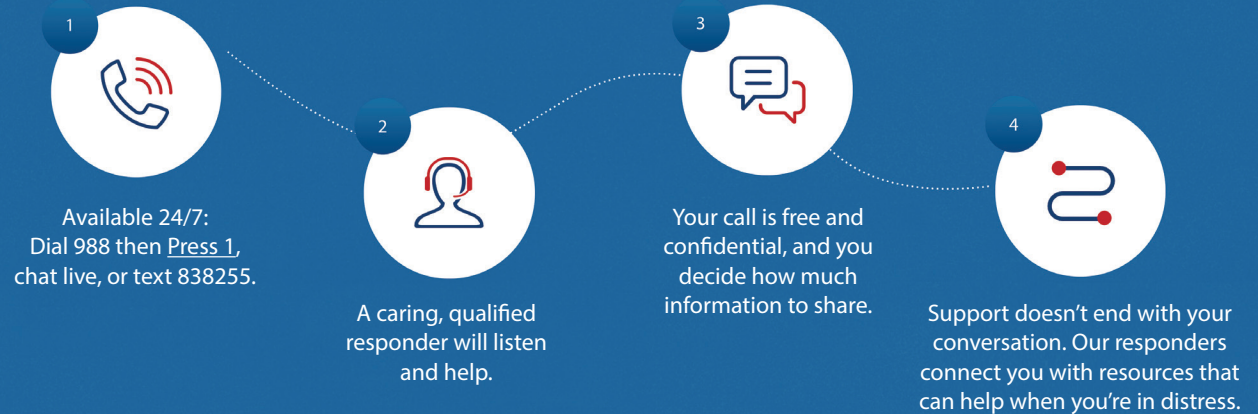 1
Available 24/7:
Dial 988 then Press 1,
chat live, or text 838255.
2
A caring, qualified
responder will listen
and help.
3
Your call is free and
confidential, and you
decide how much
information to share.
4
Support doesn’t end with your
conversation. Our responders
connect you with resources that
can help when you’re in distress.